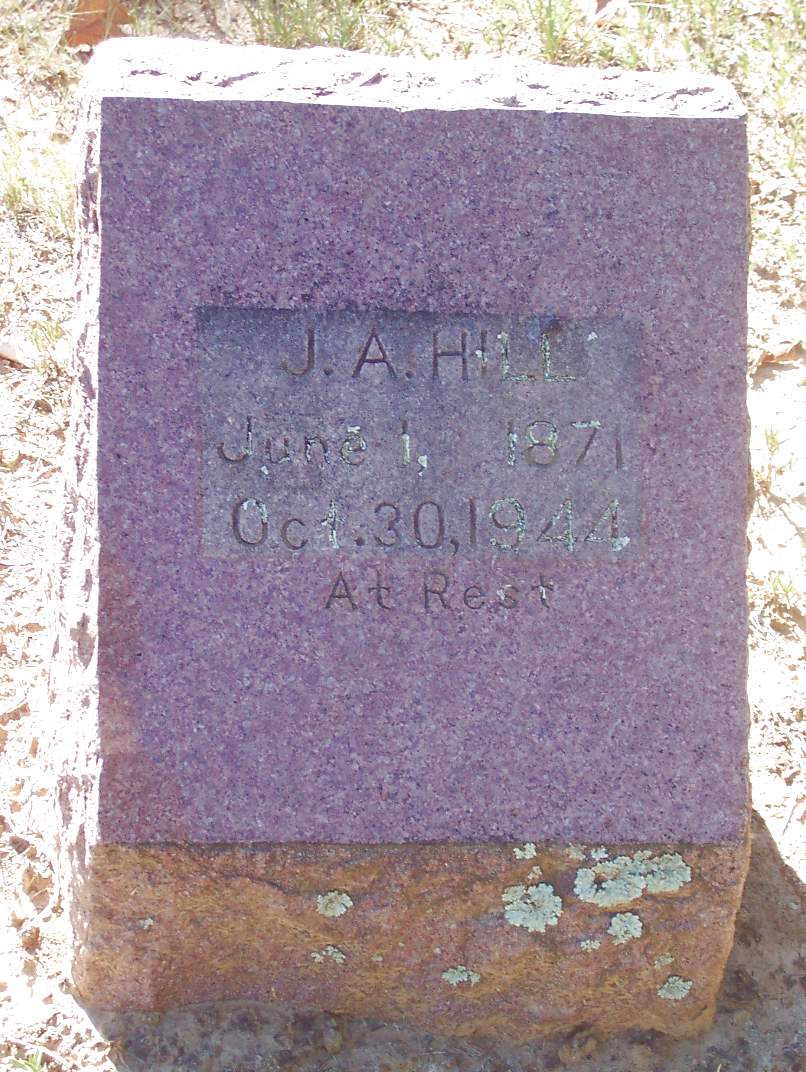 J. A. HILL
June 1, 1871
Oct. 30, 1944
At Rest